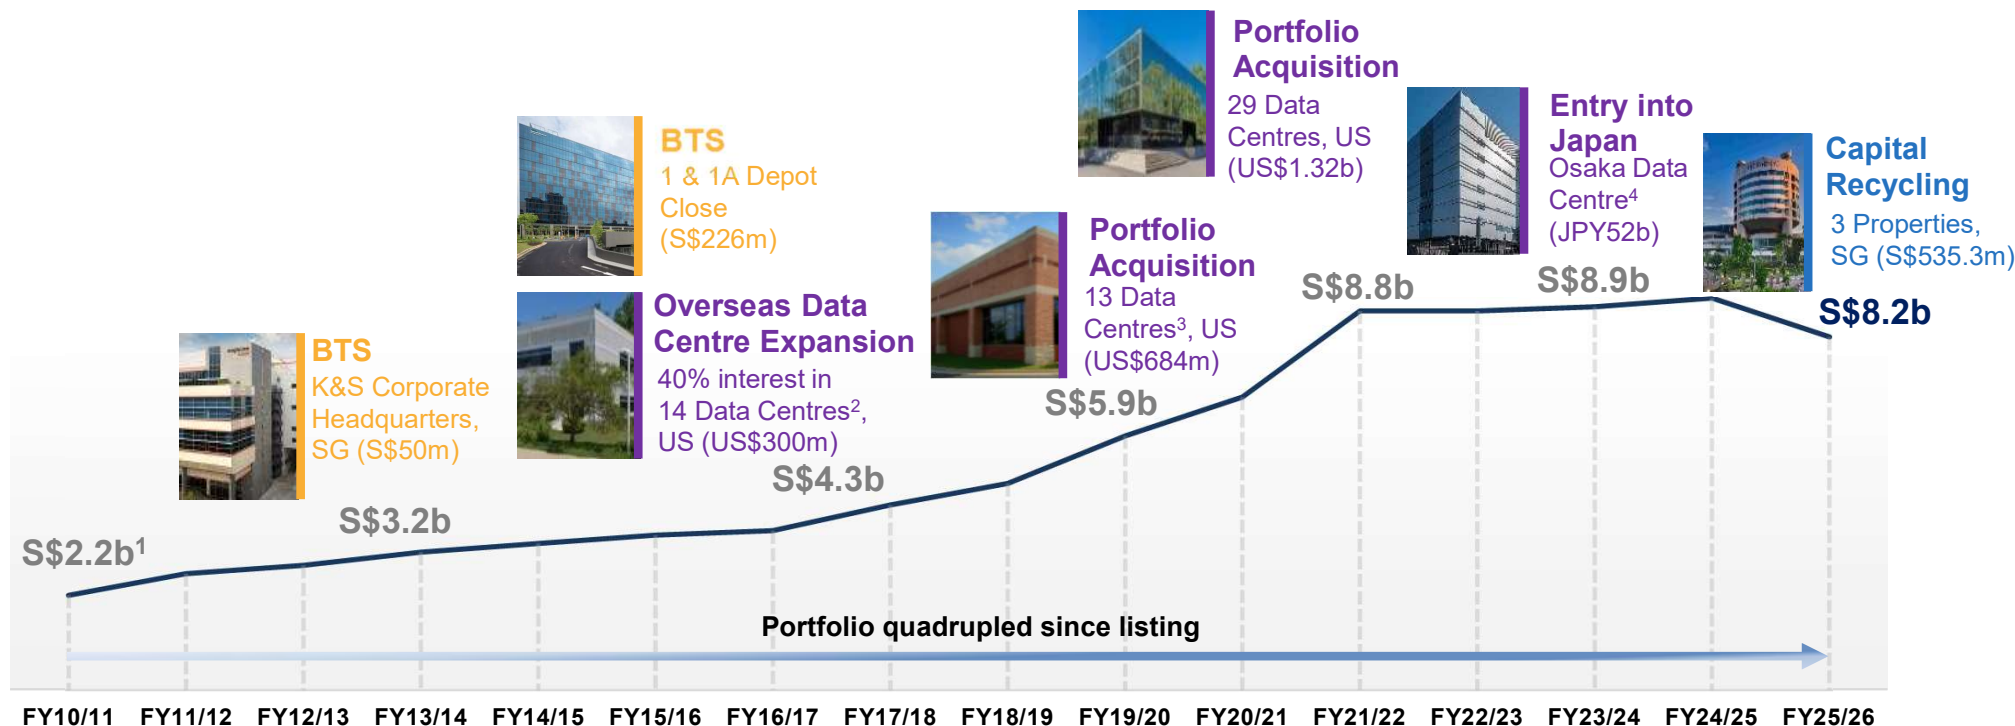 Portfolio
Acquisition
29 Data
Centres, US
(US$1.32b)
Entry into
Japan
Osaka Data
Centre⁴
(JPY52b)
Capital
Recycling
3 Properties,
SG (S$535.3m)
BTS
1 & 1A Depot
Close
(S$226m)
Portfolio
Acquisition
13 Data
Centres³, US
(US$684m)
Overseas Data
Centre Expansion
40% interest in
14 Data Centres²,
US (US$300m)
BTS
K&S Corporate
Headquarters,
SG (S$50m)
S$2.2b¹
S$3.2b
S$4.3b
S$5.9b
S$8.8b
S$8.9b
S$8.2b
Portfolio quadrupled since listing
FY10/11 FY11/12 FY12/13 FY13/14 FY14/15 FY15/16 FY16/17 FY17/18 FY18/19 FY19/20 FY20/21 FY21/22 FY22/23 FY23/24 FY24/25 FY25/26